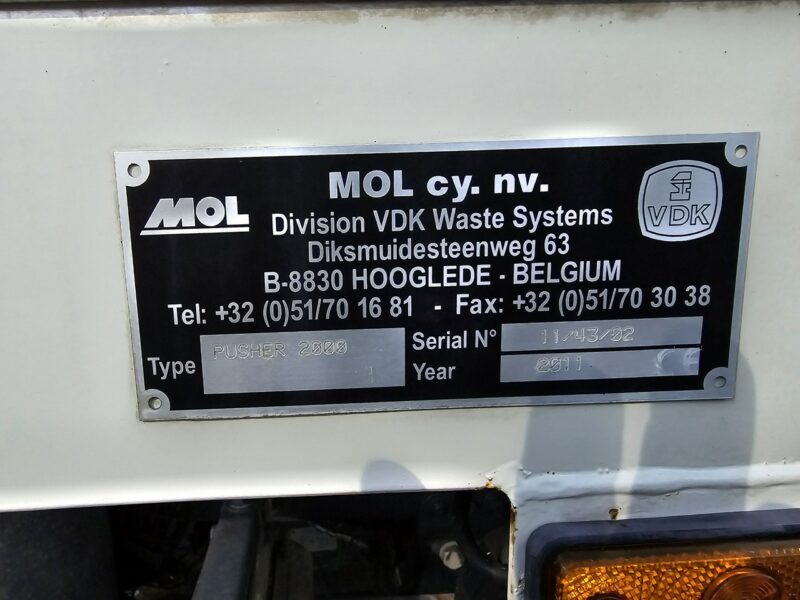 MOL cy. nv.
MOL
VDK
Division VDK Waste Systems
Diksmuidesteenweg 63
B-8830 HOOGLEDE - BELGIUM
Tel: +32 (0)51/70 16 81 - Fax: +32 (0)51/70 30 38
Type PUSHER 2000
Serial N° 11/43/02
Year 2011